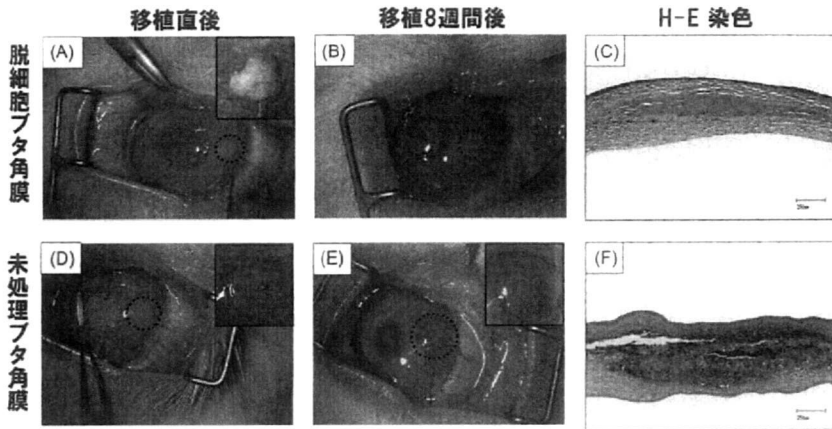 移植直後
移植8週間後
H-E 染色
脱細胞ブタ角膜
(A)
(B)
(C)
未処理ブタ角膜
(D)
(E)
(F)